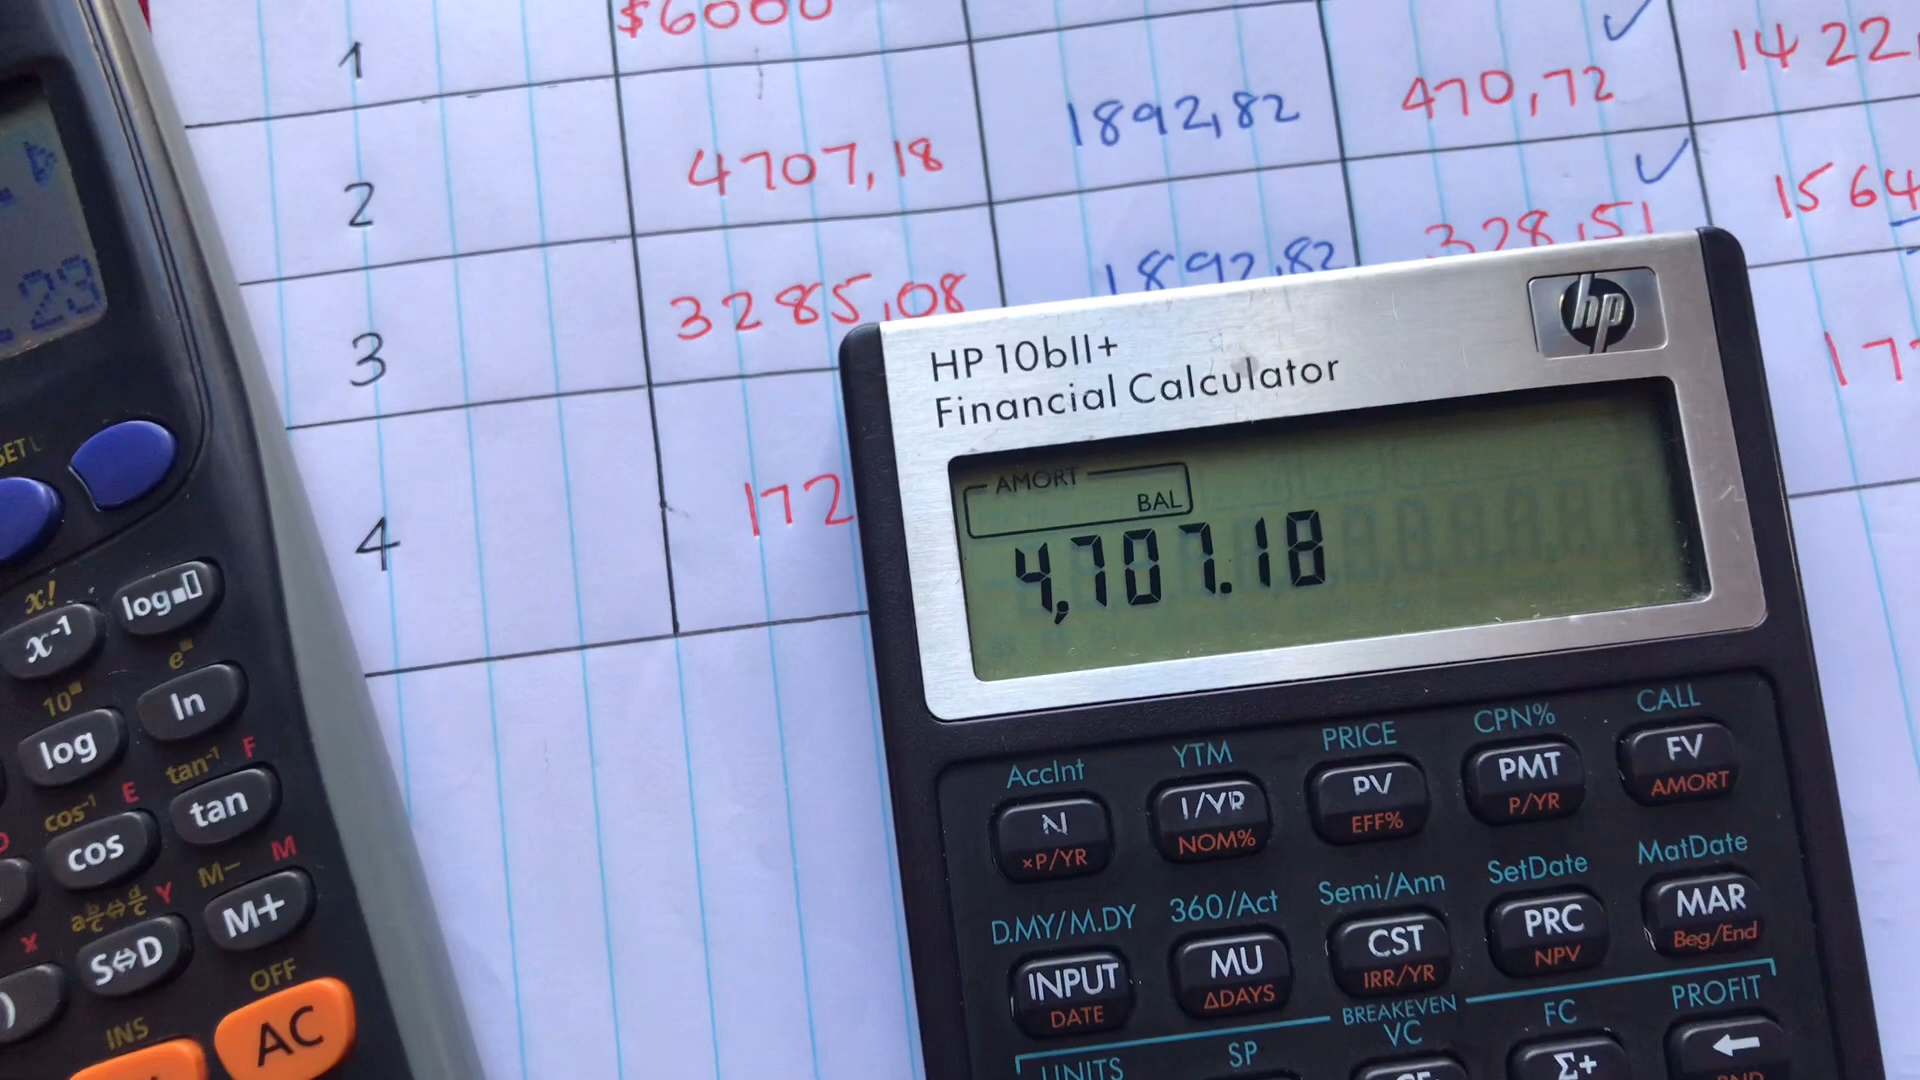 1 $6000
2 4707,18 1892,82 470,72 1422,
3 3285,08 1892,82 328,51 1564
4 172 17
hp
HP 10bII+
Financial Calculator
AMORT
BAL
4,707.18
AccInt YTM PRICE CPN% CALL
N I/YR PV PMT FV
×P/YR NOM% EFF% P/YR AMORT
D.MY/M.DY 360/Act Semi/Ann SetDate MatDate
INPUT MU CST PRC MAR
DATE ΔDAYS IRR/YR NPV Beg/End
BREAKEVEN
UNITS SP VC FC PROFIT
Σ+ ←
23
SET
x! 
x⁻¹ log
10 e
log ln
cos⁻¹ E tan⁻¹ F
cos tan
Y M− M
X S⇔D M+
) OFF
INS AC